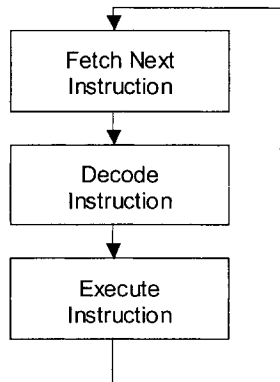 Fetch Next
Instruction
Decode
Instruction
Execute
Instruction